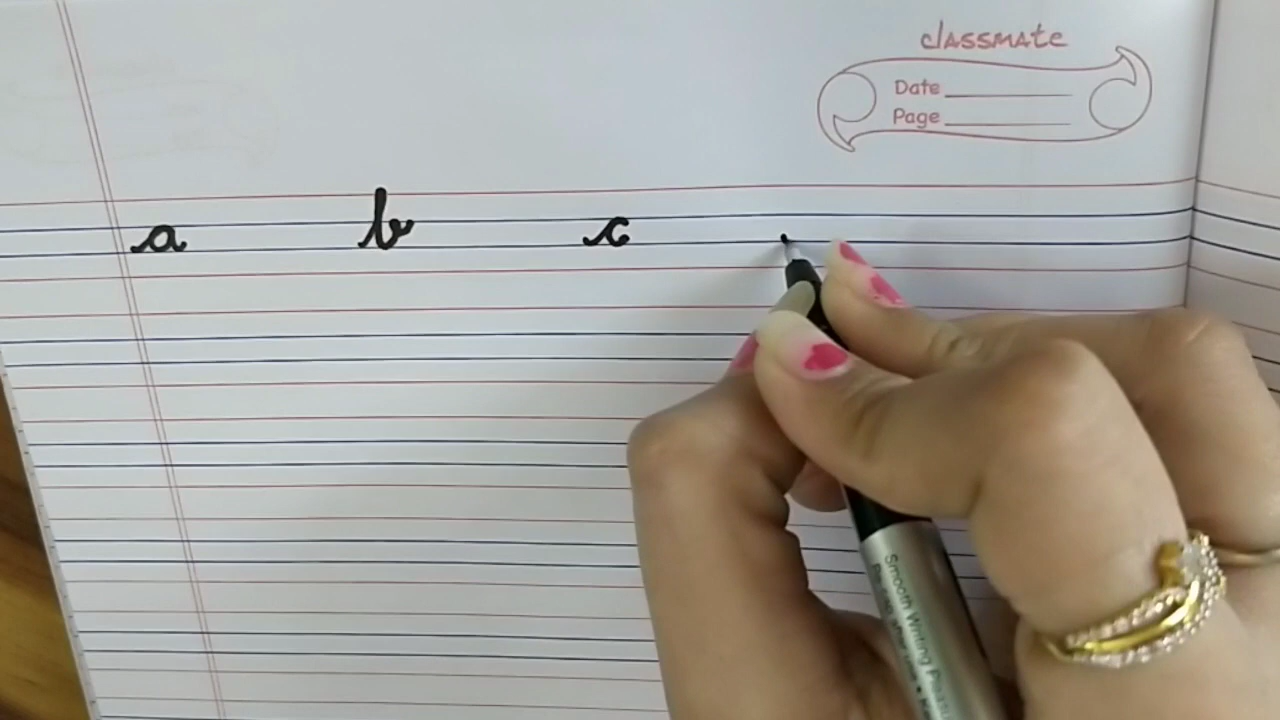 classmate
Date
Page
a b c
Smooth Writing